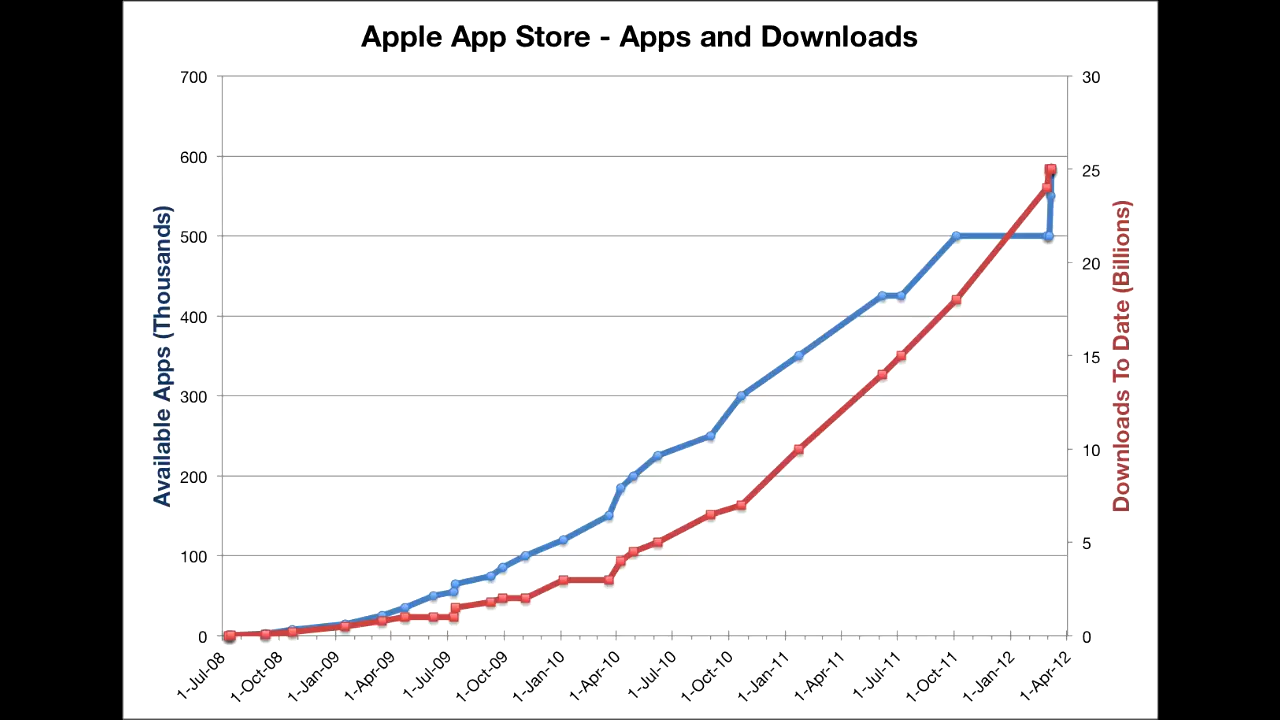 Apple App Store - Apps and Downloads
700
600
500
400
300
200
100
0
Available Apps (Thousands)
30
25
20
15
10
5
0
Downloads To Date (Billions)
1-Jul-08
1-Oct-08
1-Jan-09
1-Apr-09
1-Jul-09
1-Oct-09
1-Jan-10
1-Apr-10
1-Jul-10
1-Oct-10
1-Jan-11
1-Apr-11
1-Jul-11
1-Oct-11
1-Jan-12
1-Apr-12